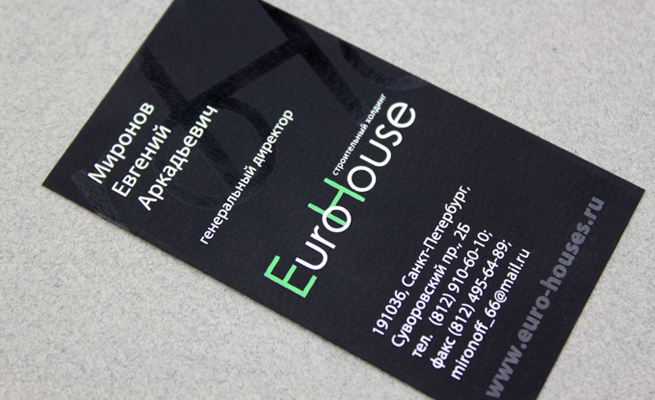 Миронов
Евгений
Аркадьевич
генеральный директор
строительный холдинг
EuroHouse
191036, Санкт-Петербург,
Суворовский пр., 2Б
тел. (812) 910-60-10;
факс (812) 495-64-89;
mironoff_66@mail.ru
www.euro-houses.ru